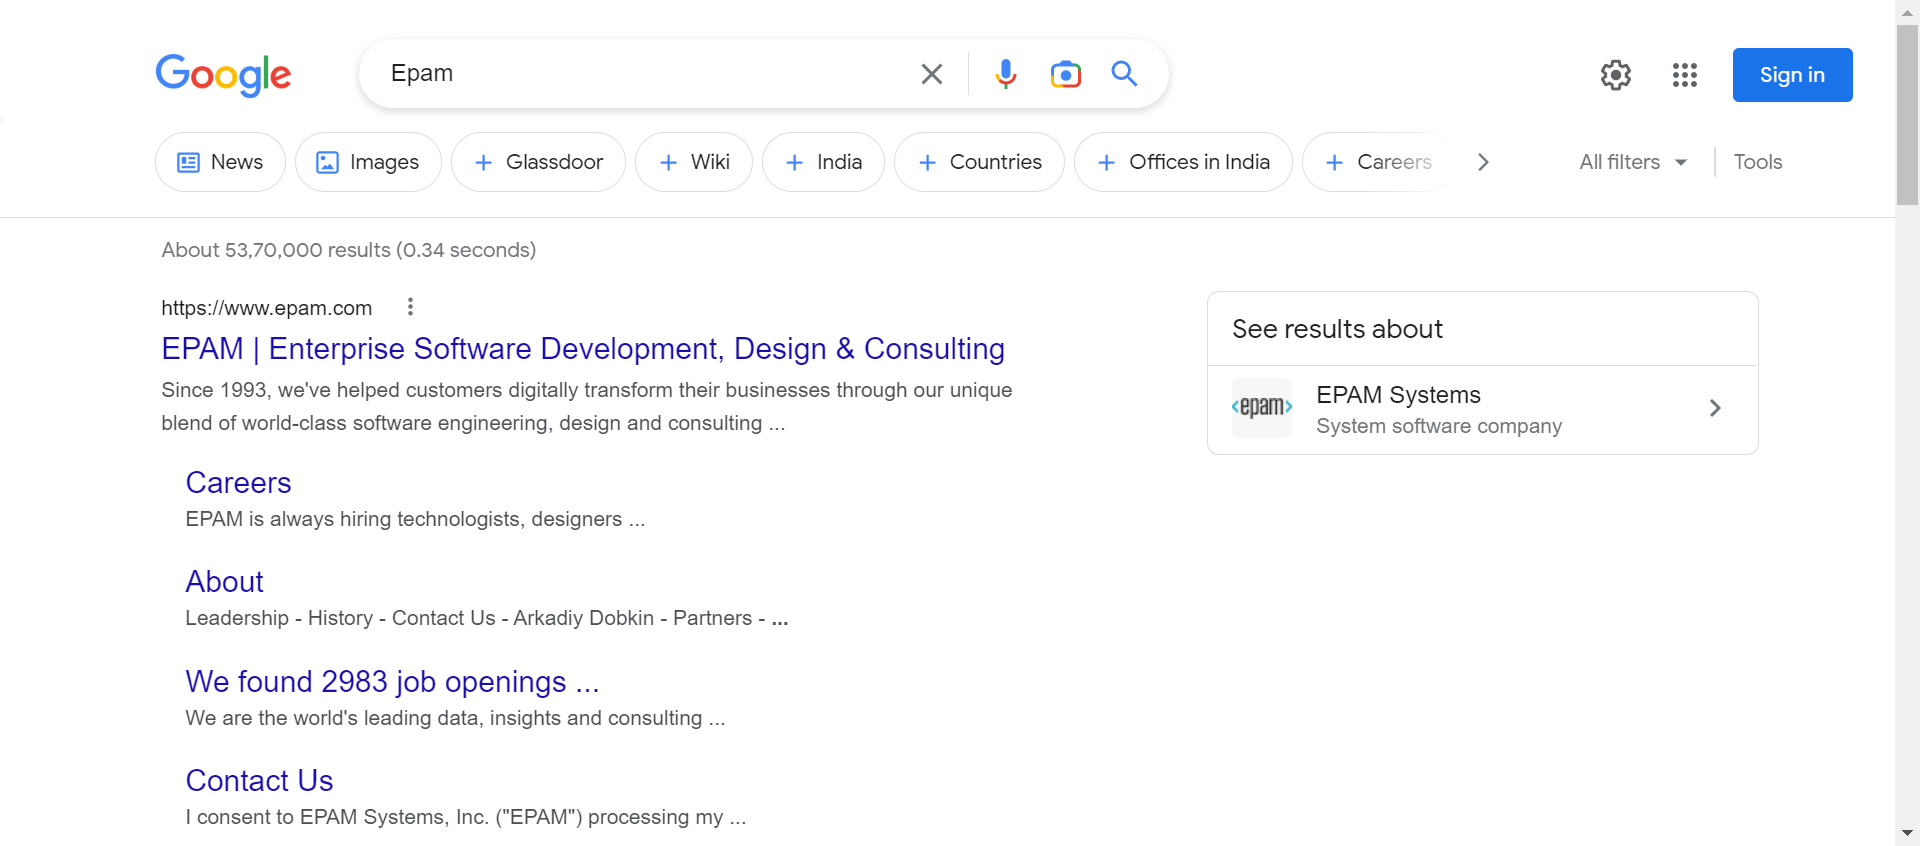 Google
Epam
Sign in
News
Images
Glassdoor
Wiki
India
Countries
Offices in India
Careers
All filters
Tools
About 53,70,000 results (0.34 seconds)
https://www.epam.com
EPAM | Enterprise Software Development, Design & Consulting
Since 1993, we've helped customers digitally transform their businesses through our unique
blend of world-class software engineering, design and consulting ...
Careers
EPAM is always hiring technologists, designers ...
About
Leadership - History - Contact Us - Arkadiy Dobkin - Partners - ...
We found 2983 job openings ...
We are the world's leading data, insights and consulting ...
Contact Us
I consent to EPAM Systems, Inc. ("EPAM") processing my ...
See results about
<epam>
EPAM Systems
System software company